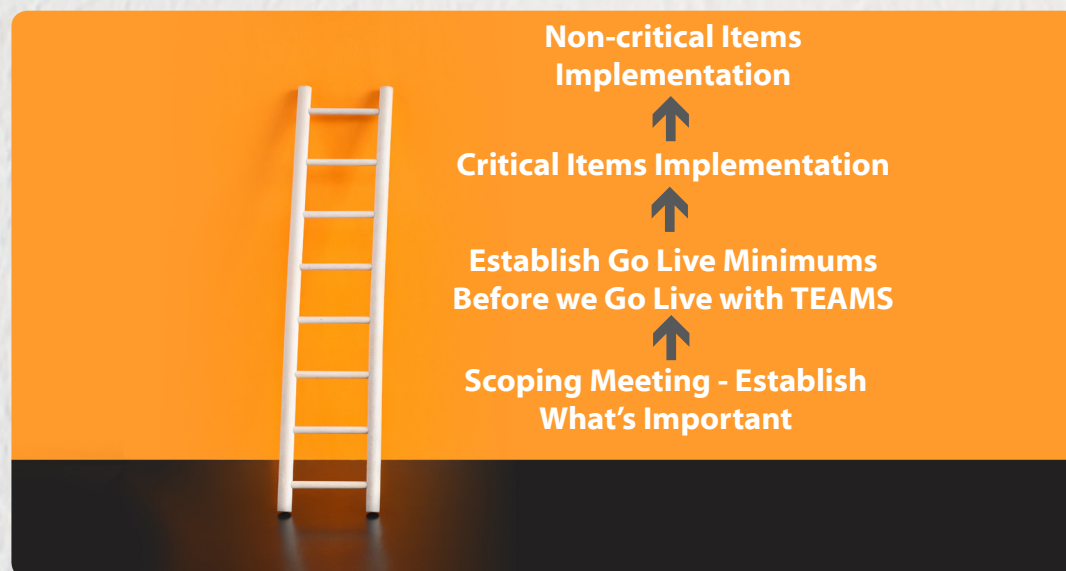 Non-critical Items
Implementation
Critical Items Implementation
Establish Go Live Minimums
Before we Go Live with TEAMS
Scoping Meeting - Establish
What's Important